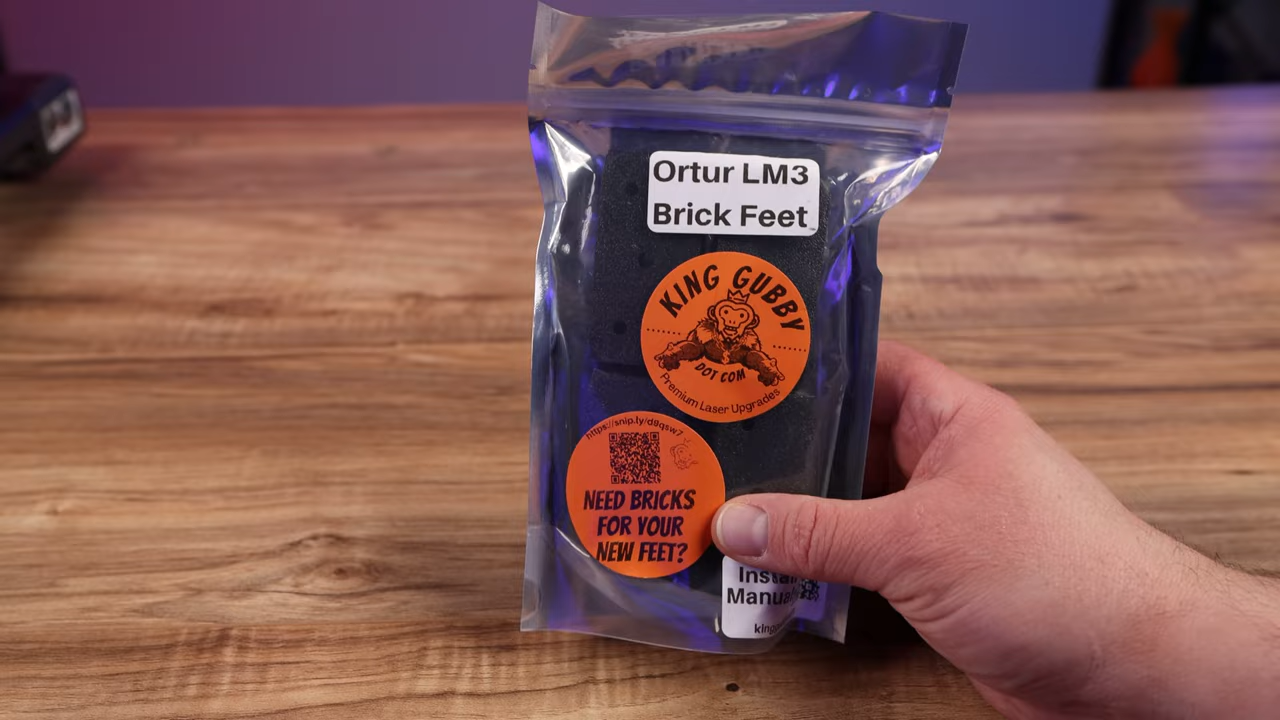 Ortur LM3
Brick Feet
KING GUBBY
DOT COM
Premium Laser Upgrades
https://snip.ly/d9qsw7
NEED BRICKS
FOR YOUR
NEW FEET?